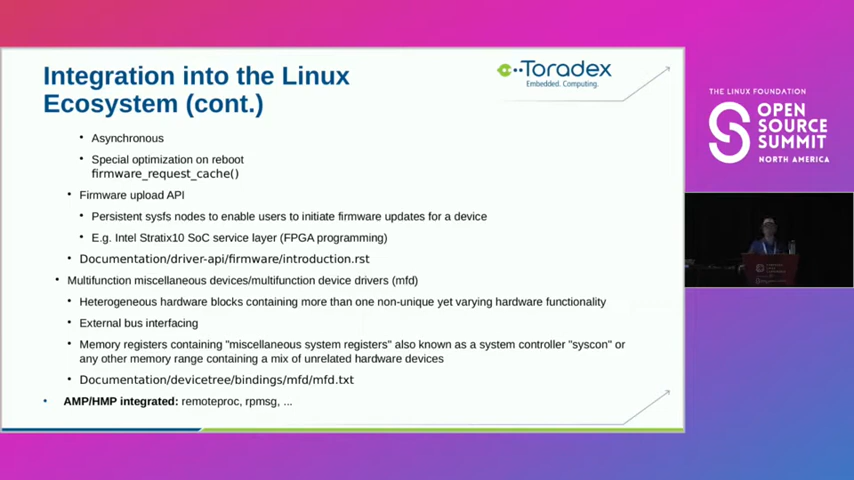 Integration into the Linux
Ecosystem (cont.)
Toradex
Embedded. Computing.
• Asynchronous
• Special optimization on reboot
firmware_request_cache()
• Firmware upload API
• Persistent sysfs nodes to enable users to initiate firmware updates for a device
• E.g. Intel Stratix10 SoC service layer (FPGA programming)
• Documentation/driver-api/firmware/introduction.rst
• Multifunction miscellaneous devices/multifunction device drivers (mfd)
• Heterogeneous hardware blocks containing more than one non-unique yet varying hardware functionality
• External bus interfacing
• Memory registers containing "miscellaneous system registers" also known as a system controller "syscon" or
any other memory range containing a mix of unrelated hardware devices
• Documentation/devicetree/bindings/mfd/mfd.txt
• AMP/HMP integrated: remoteproc, rpmsg, ...
THE LINUX FOUNDATION
OPEN
SOURCE
SUMMIT
NORTH AMERICA